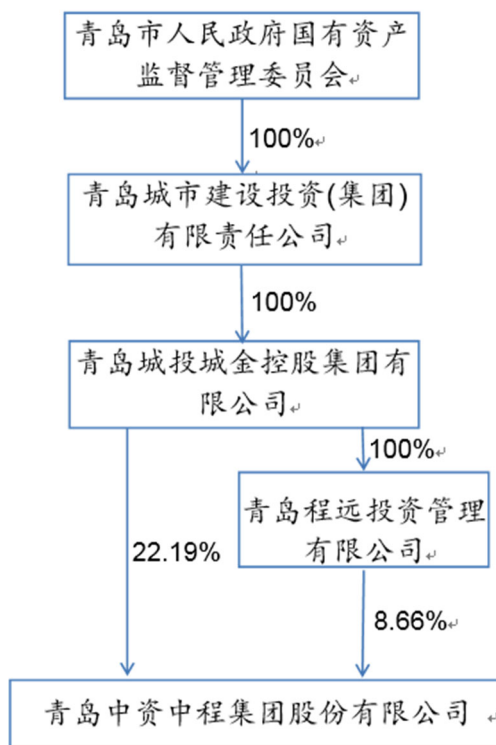 青岛市人民政府国有资产
监督管理委员会
100%
青岛城市建设投资(集团)
有限责任公司
100%
青岛城投城金控股集团有
限公司
100%
青岛程远投资管理
有限公司
22.19%
8.66%
青岛中资中程集团股份有限公司